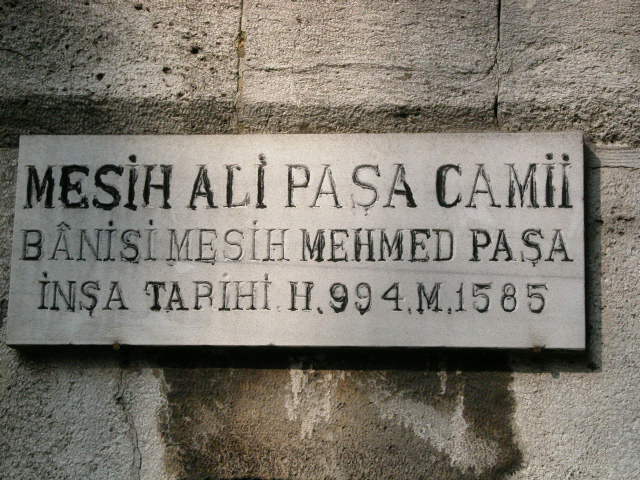 MESİH ALİ PAŞA CAMİİ
BÂNİSİ MESİH MEHMED PAŞA
İNŞA TARİHİ H.994.M.1585